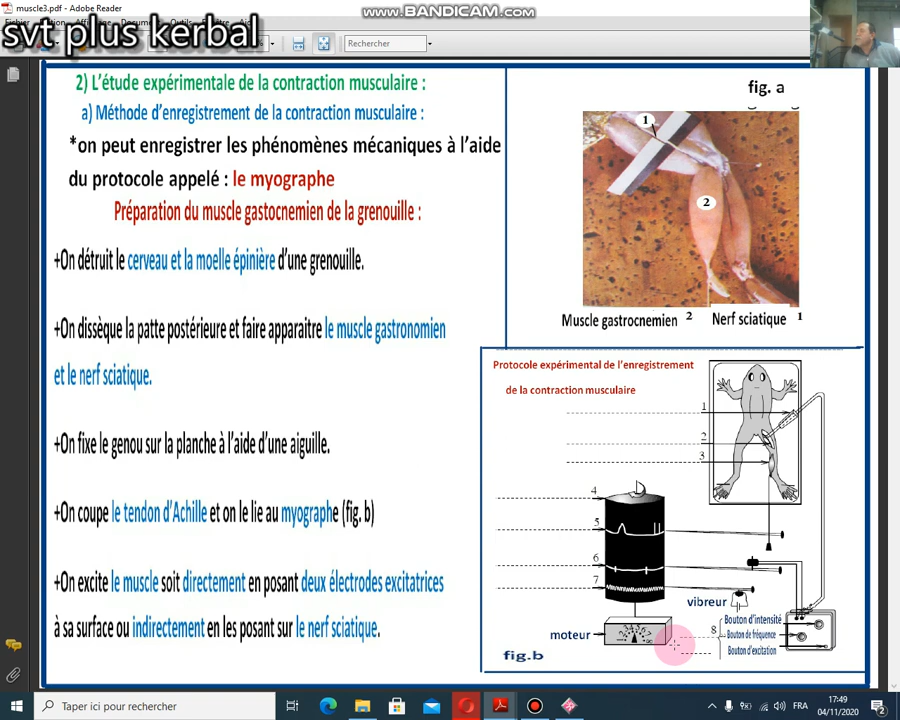 muscle3.pdf - Adobe Reader
www.BANDICAM.com
svt plus kerbal
Rechercher
2) L'étude expérimentale de la contraction musculaire :
a) Méthode d'enregistrement de la contraction musculaire :
*on peut enregistrer les phénomènes mécaniques à l'aide
du protocole appelé : le myographe
Préparation du muscle gastocnemien de la grenouille :
+On détruit le cerveau et la moelle épinière d'une grenouille.
+On dissèque la patte postérieure et faire apparaitre le muscle gastronomien
et le nerf sciatique.
+On fixe le genou sur la planche à l'aide d'une aiguille.
+On coupe le tendon d'Achille et on le lie au myographe (fig. b)
+On excite le muscle soit directement en posant deux électrodes excitatrices
à sa surface ou indirectement en les posant sur le nerf sciatique.
fig. a
1
2
Muscle gastrocnemien 2 Nerf sciatique 1
Protocole expérimental de l'enregistrement
de la contraction musculaire
1
2
3
4
5
6
7
vibreur
moteur
8
Bouton d'intensité
Bouton de fréquence
Bouton d'excitation
fig.b
Taper ici pour rechercher
FRA
17:49
04/11/2020
2